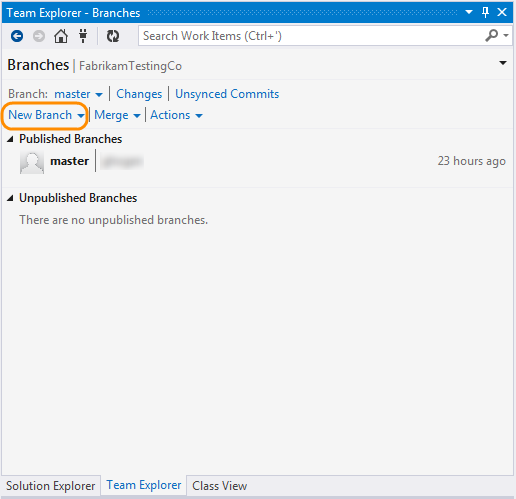 Team Explorer - Branches
Search Work Items (Ctrl+')
Branches | FabrikamTestingCo
Branch: master | Changes | Unsynced Commits
New Branch | Merge | Actions
Published Branches
master 23 hours ago
Unpublished Branches
There are no unpublished branches.
Solution Explorer Team Explorer Class View